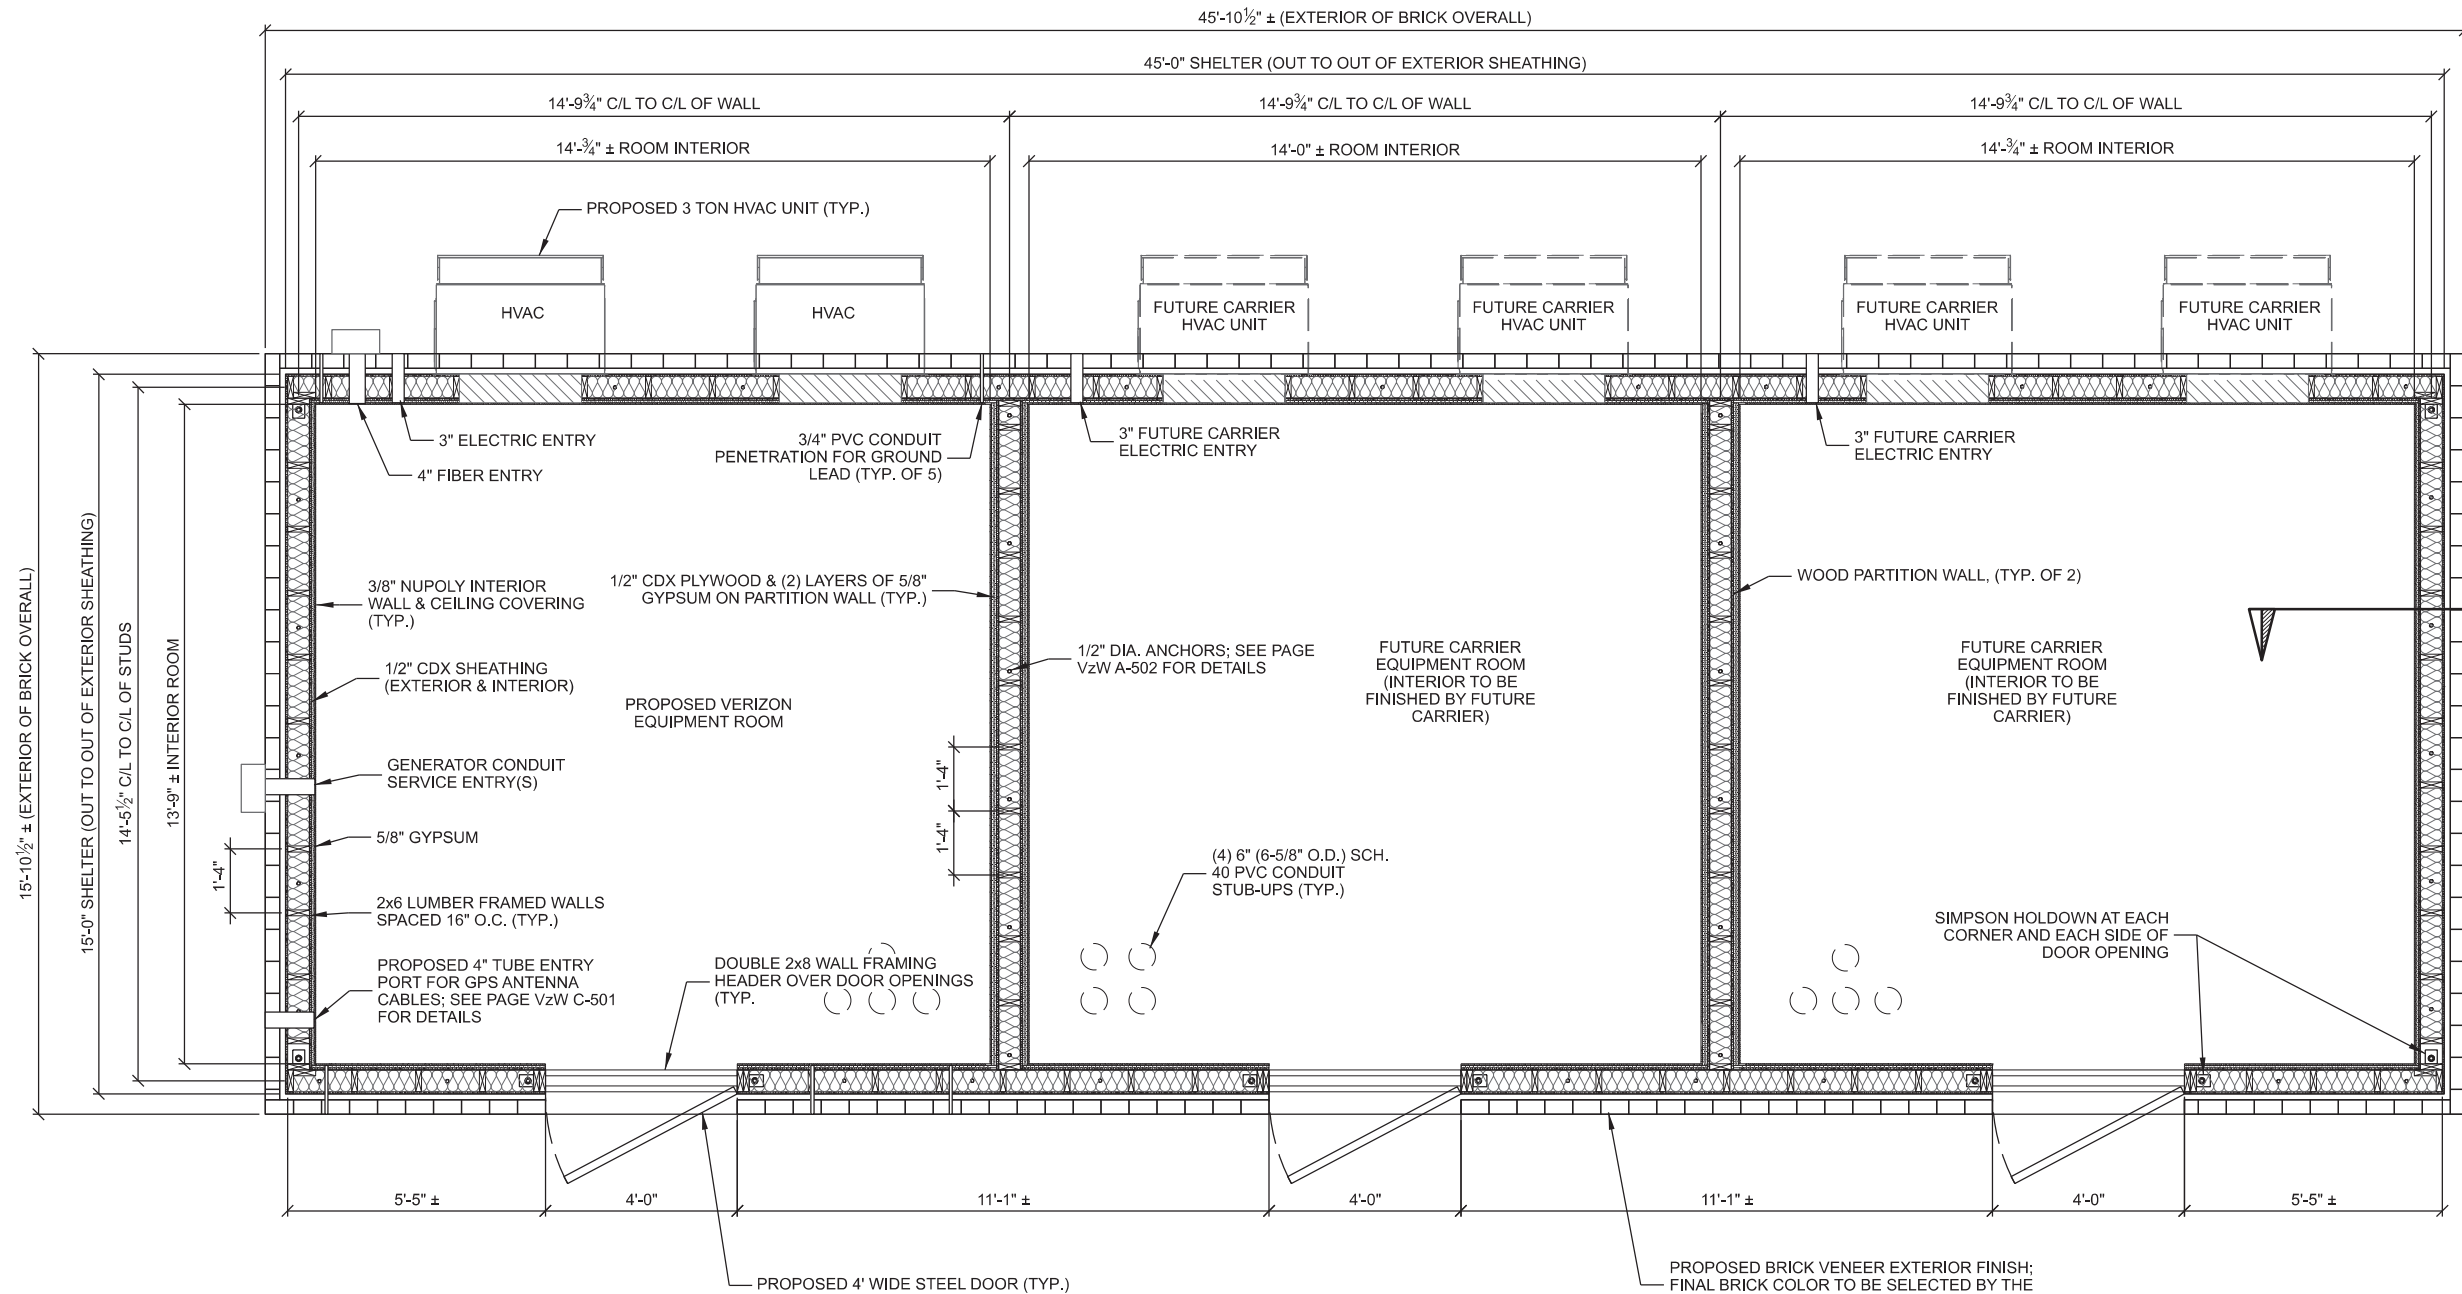 45'-10½" ± (EXTERIOR OF BRICK OVERALL)
45'-0" SHELTER (OUT TO OUT OF EXTERIOR SHEATHING)
14'-9¾" C/L TO C/L OF WALL
14'-9¾" C/L TO C/L OF WALL
14'-9¾" C/L TO C/L OF WALL
14'-¾" ± ROOM INTERIOR
14'-0" ± ROOM INTERIOR
14'-¾" ± ROOM INTERIOR
PROPOSED 3 TON HVAC UNIT (TYP.)
HVAC
HVAC
FUTURE CARRIER
HVAC UNIT
FUTURE CARRIER
HVAC UNIT
FUTURE CARRIER
HVAC UNIT
FUTURE CARRIER
HVAC UNIT
15'-10½" ± (EXTERIOR OF BRICK OVERALL)
15'-0" SHELTER (OUT TO OUT OF EXTERIOR SHEATHING)
14'-5½" C/L TO C/L OF STUDS
13'-9" ± INTERIOR ROOM
1'-4"
3" ELECTRIC ENTRY
4" FIBER ENTRY
3/4" PVC CONDUIT
PENETRATION FOR GROUND
LEAD (TYP. OF 5)
3" FUTURE CARRIER
ELECTRIC ENTRY
3" FUTURE CARRIER
ELECTRIC ENTRY
3/8" NUPOLY INTERIOR
WALL & CEILING COVERING
(TYP.)
1/2" CDX PLYWOOD & (2) LAYERS OF 5/8"
GYPSUM ON PARTITION WALL (TYP.)
WOOD PARTITION WALL, (TYP. OF 2)
1/2" CDX SHEATHING
(EXTERIOR & INTERIOR)
PROPOSED VERIZON
EQUIPMENT ROOM
1/2" DIA. ANCHORS; SEE PAGE
VzW A-502 FOR DETAILS
FUTURE CARRIER
EQUIPMENT ROOM
(INTERIOR TO BE
FINISHED BY FUTURE
CARRIER)
FUTURE CARRIER
EQUIPMENT ROOM
(INTERIOR TO BE
FINISHED BY FUTURE
CARRIER)
GENERATOR CONDUIT
SERVICE ENTRY(S)
1'-4"
1'-4"
5/8" GYPSUM
(4) 6" (6-5/8" O.D.) SCH.
40 PVC CONDUIT
STUB-UPS (TYP.)
2x6 LUMBER FRAMED WALLS
SPACED 16" O.C. (TYP.)
SIMPSON HOLDOWN AT EACH
CORNER AND EACH SIDE OF
DOOR OPENING
PROPOSED 4" TUBE ENTRY
PORT FOR GPS ANTENNA
CABLES; SEE PAGE VzW C-501
FOR DETAILS
DOUBLE 2x8 WALL FRAMING
HEADER OVER DOOR OPENINGS
(TYP.
5'-5" ±
4'-0"
11'-1" ±
4'-0"
11'-1" ±
4'-0"
5'-5" ±
PROPOSED 4' WIDE STEEL DOOR (TYP.)
PROPOSED BRICK VENEER EXTERIOR FINISH;
FINAL BRICK COLOR TO BE SELECTED BY THE